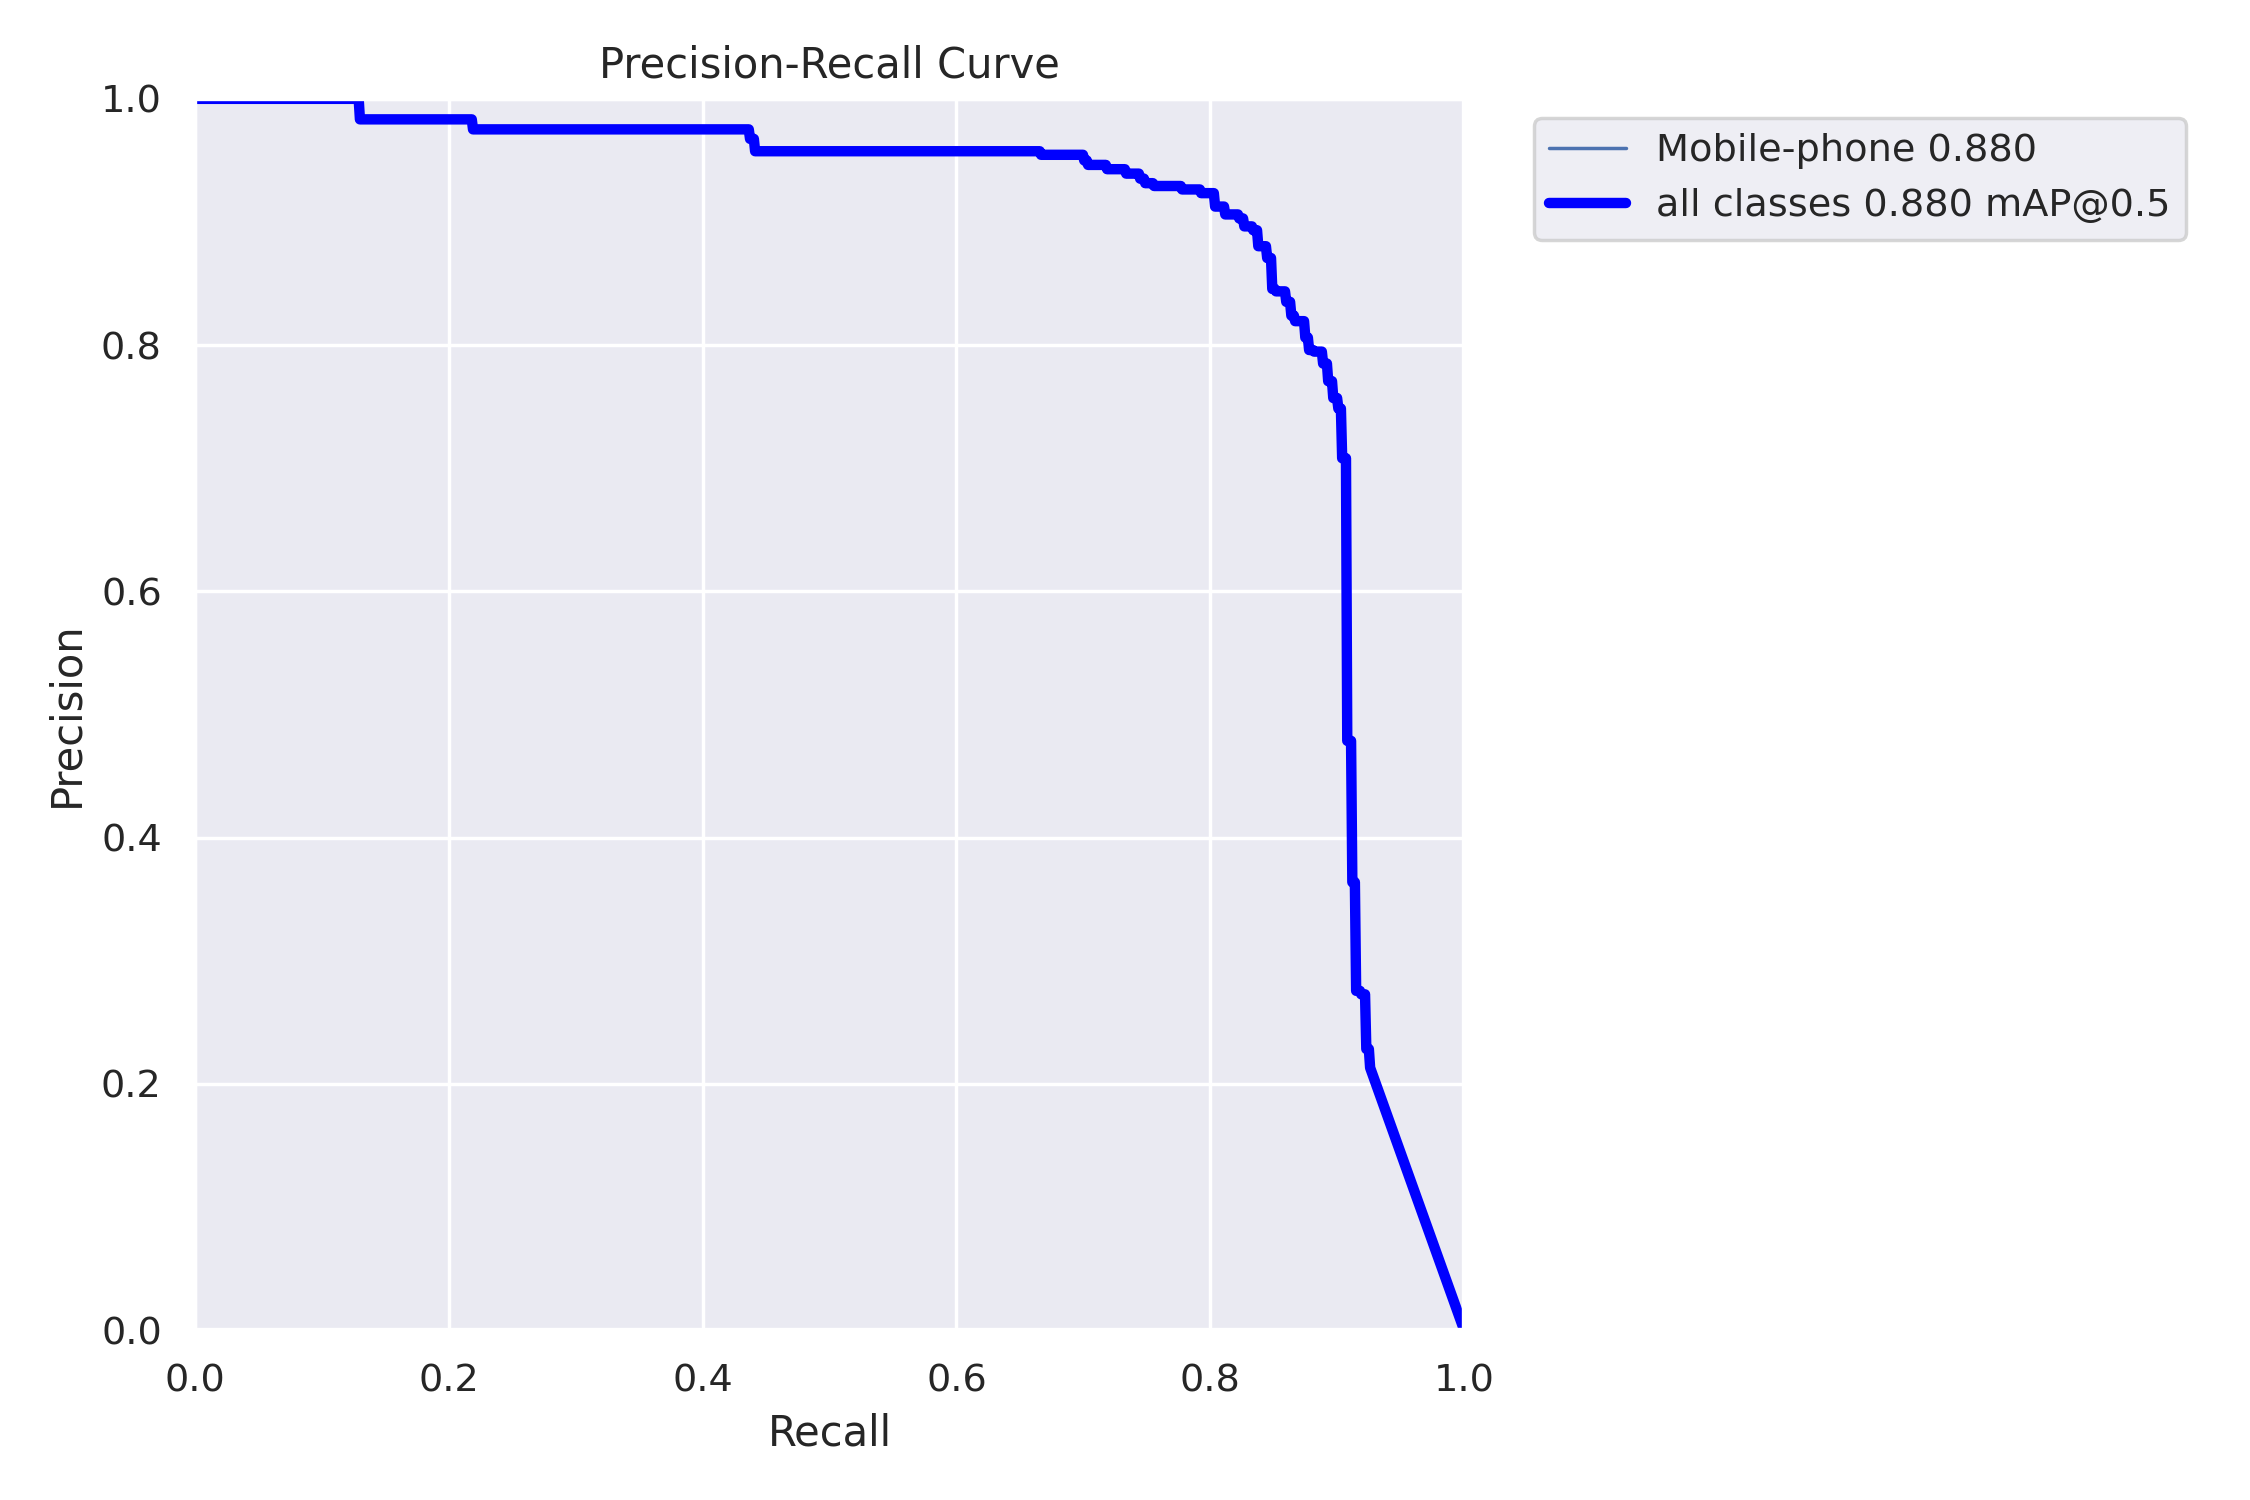 Precision-Recall Curve
Mobile-phone 0.880
all classes 0.880 mAP@0.5
1.0
0.8
0.6
0.4
0.2
0.0
Precision
0.0 0.2 0.4 0.6 0.8 1.0
Recall